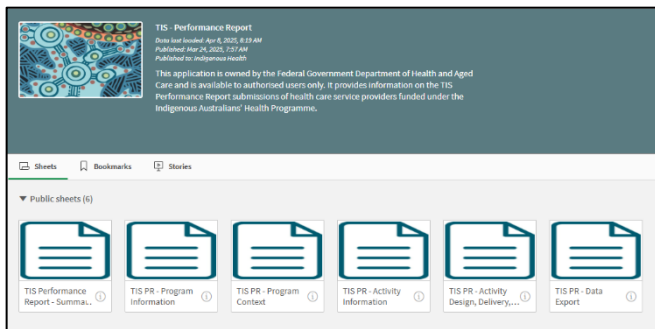 TIS - Performance Report
Data last loaded: Apr 8, 2025, 8:19 AM
Published: Mar 24, 2025, 7:57 AM
Published to: Indigenous Health
This application is owned by the Federal Government Department of Health and Aged
Care and is available to authorised users only. It provides information on the TIS
Performance Report submissions of health care service providers funded under the
Indigenous Australians' Health Programme.
Sheets
Bookmarks
Stories
Public sheets (6)
TIS Performance
Report - Summa...
TIS PR - Program
Information
TIS PR - Program
Context
TIS PR - Activity
Information
TIS PR - Activity
Design, Delivery,...
TIS PR - Data
Export